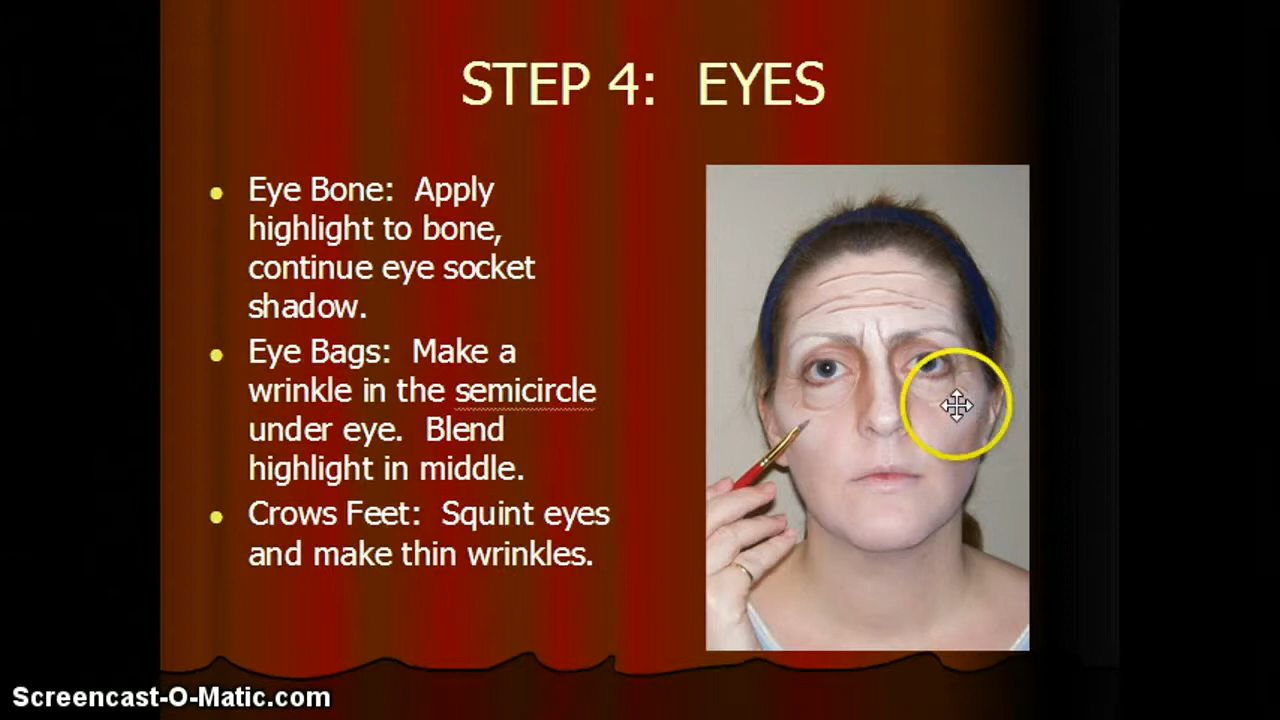 STEP 4: EYES
Eye Bone: Apply
highlight to bone,
continue eye socket
shadow.
Eye Bags: Make a
wrinkle in the semicircle
under eye. Blend
highlight in middle.
Crows Feet: Squint eyes
and make thin wrinkles.
Screencast-O-Matic.com